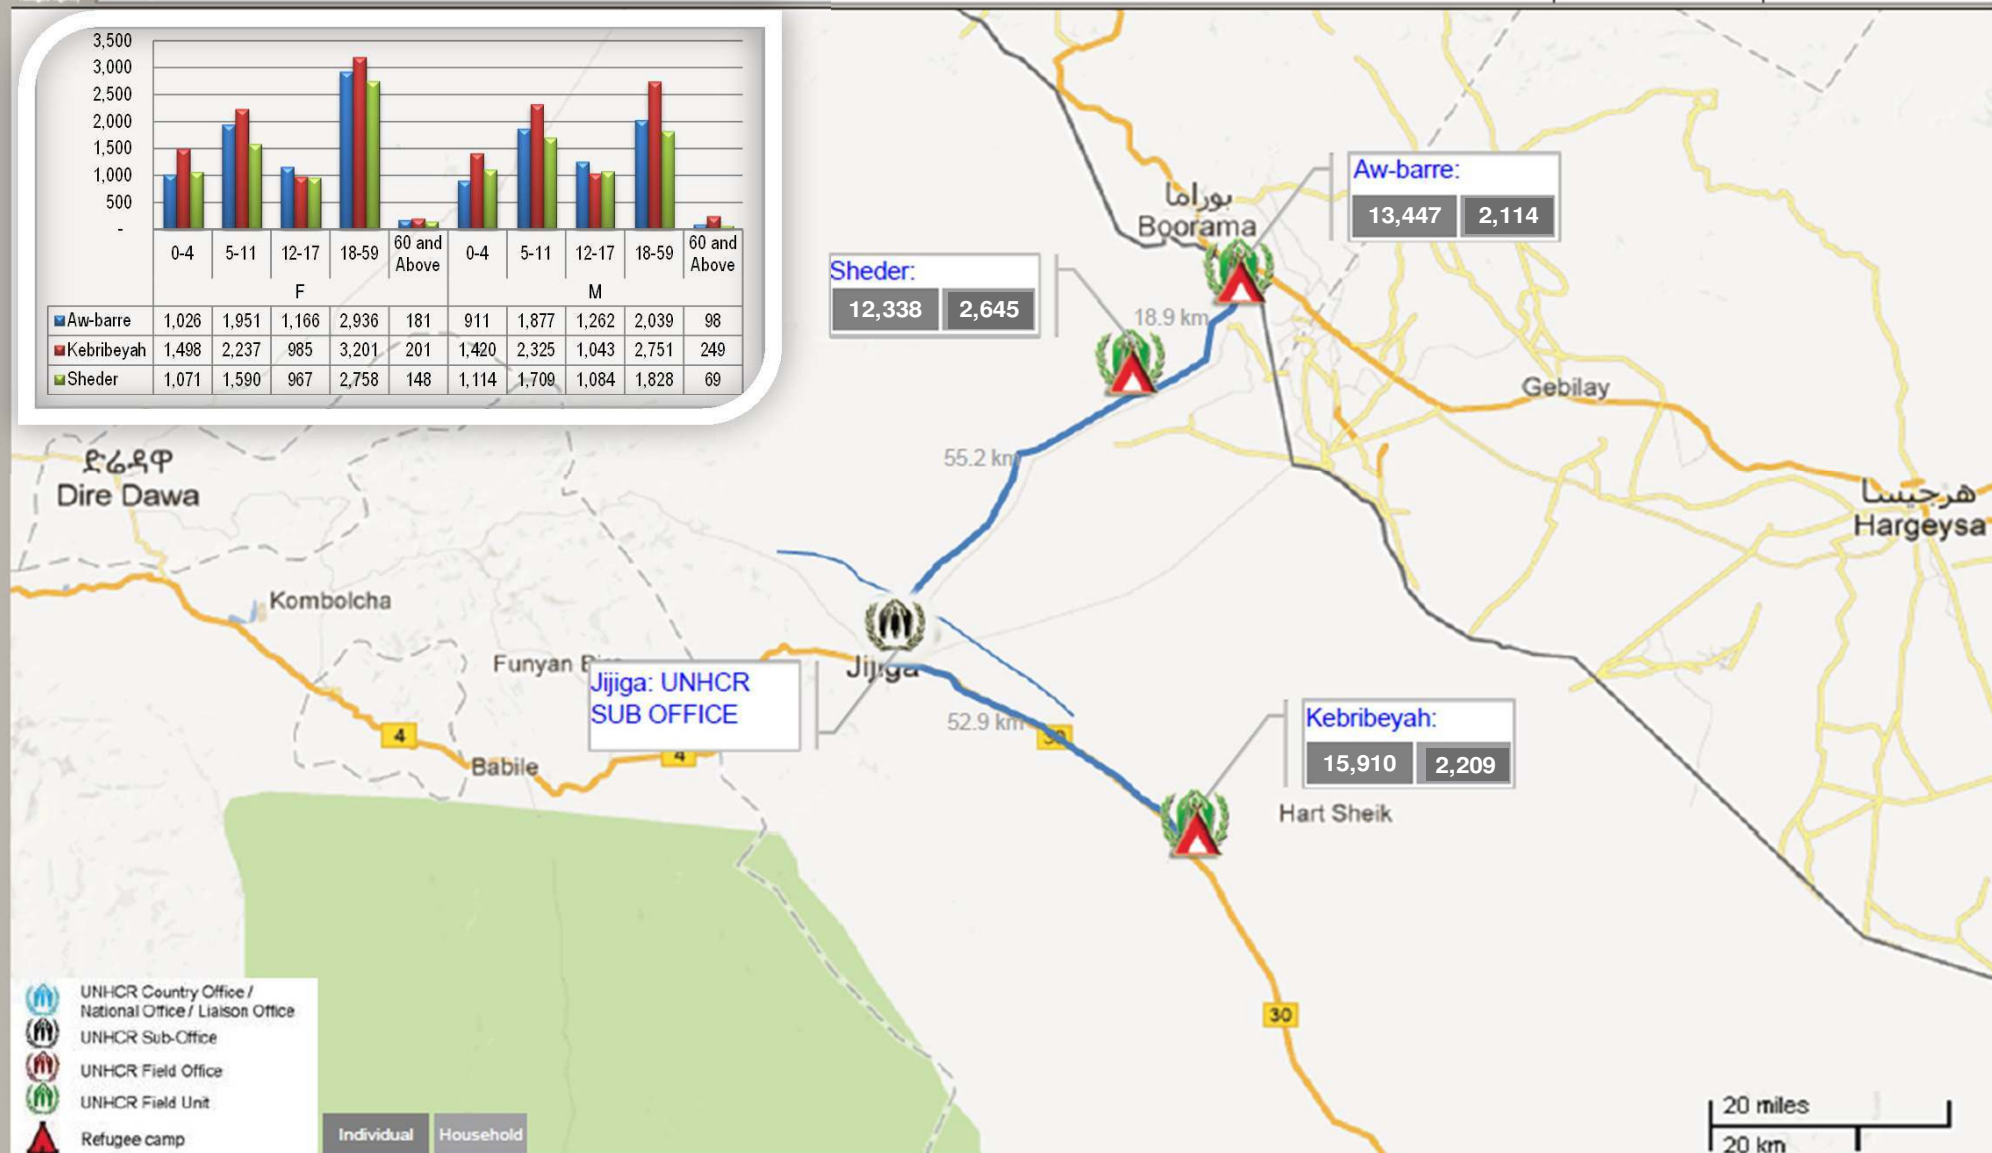 3,500
3,000
2,500
2,000
1,500
1,000
500
-
0-4 5-11 12-17 18-59 60 and Above 0-4 5-11 12-17 18-59 60 and Above
F M
Aw-barre 1,026 1,951 1,166 2,936 181 911 1,877 1,262 2,039 98
Kebribeyah 1,498 2,237 985 3,201 201 1,420 2,325 1,043 2,751 249
Sheder 1,071 1,590 967 2,758 148 1,114 1,709 1,084 1,828 69
Aw-barre:
13,447 2,114
بوراما
Boorama
Sheder:
12,338 2,645
18.9 km
Gebilay
55.2 km
ድሬዳዋ
Dire Dawa
هرجيسا
Hargeysa
Kombolcha
Funyan
Jijiga
Jijiga: UNHCR
SUB OFFICE
52.9 km
30
4
4
Babile
Kebribeyah:
15,910 2,209
Hart Sheik
30
UNHCR Country Office /
National Office / Liaison Office
UNHCR Sub-Office
UNHCR Field Office
UNHCR Field Unit
Refugee camp
Individual Household
20 miles
20 km